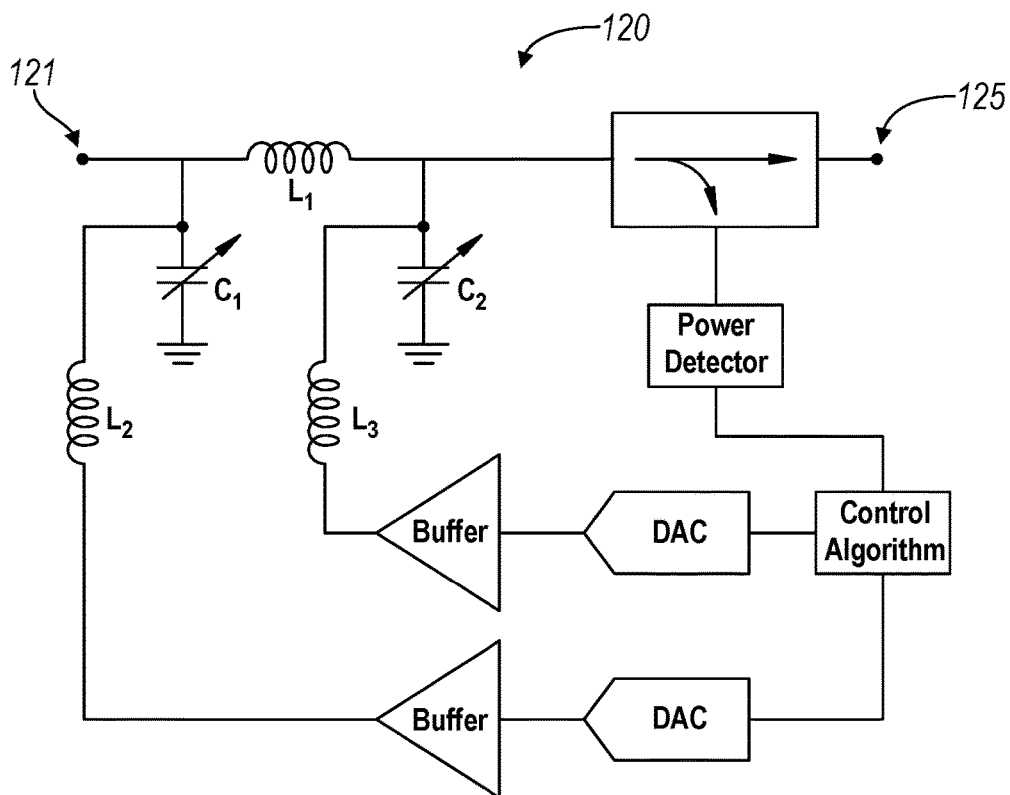 120
121
125
L1
C1
C2
Power
Detector
L2
L3
Buffer
DAC
Control
Algorithm
Buffer
DAC